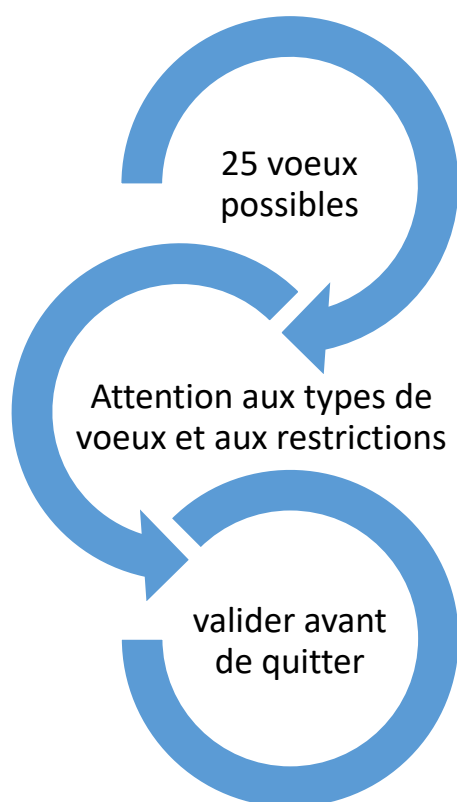 25 voeux
possibles
Attention aux types de
voeux et aux restrictions
valider avant
de quitter